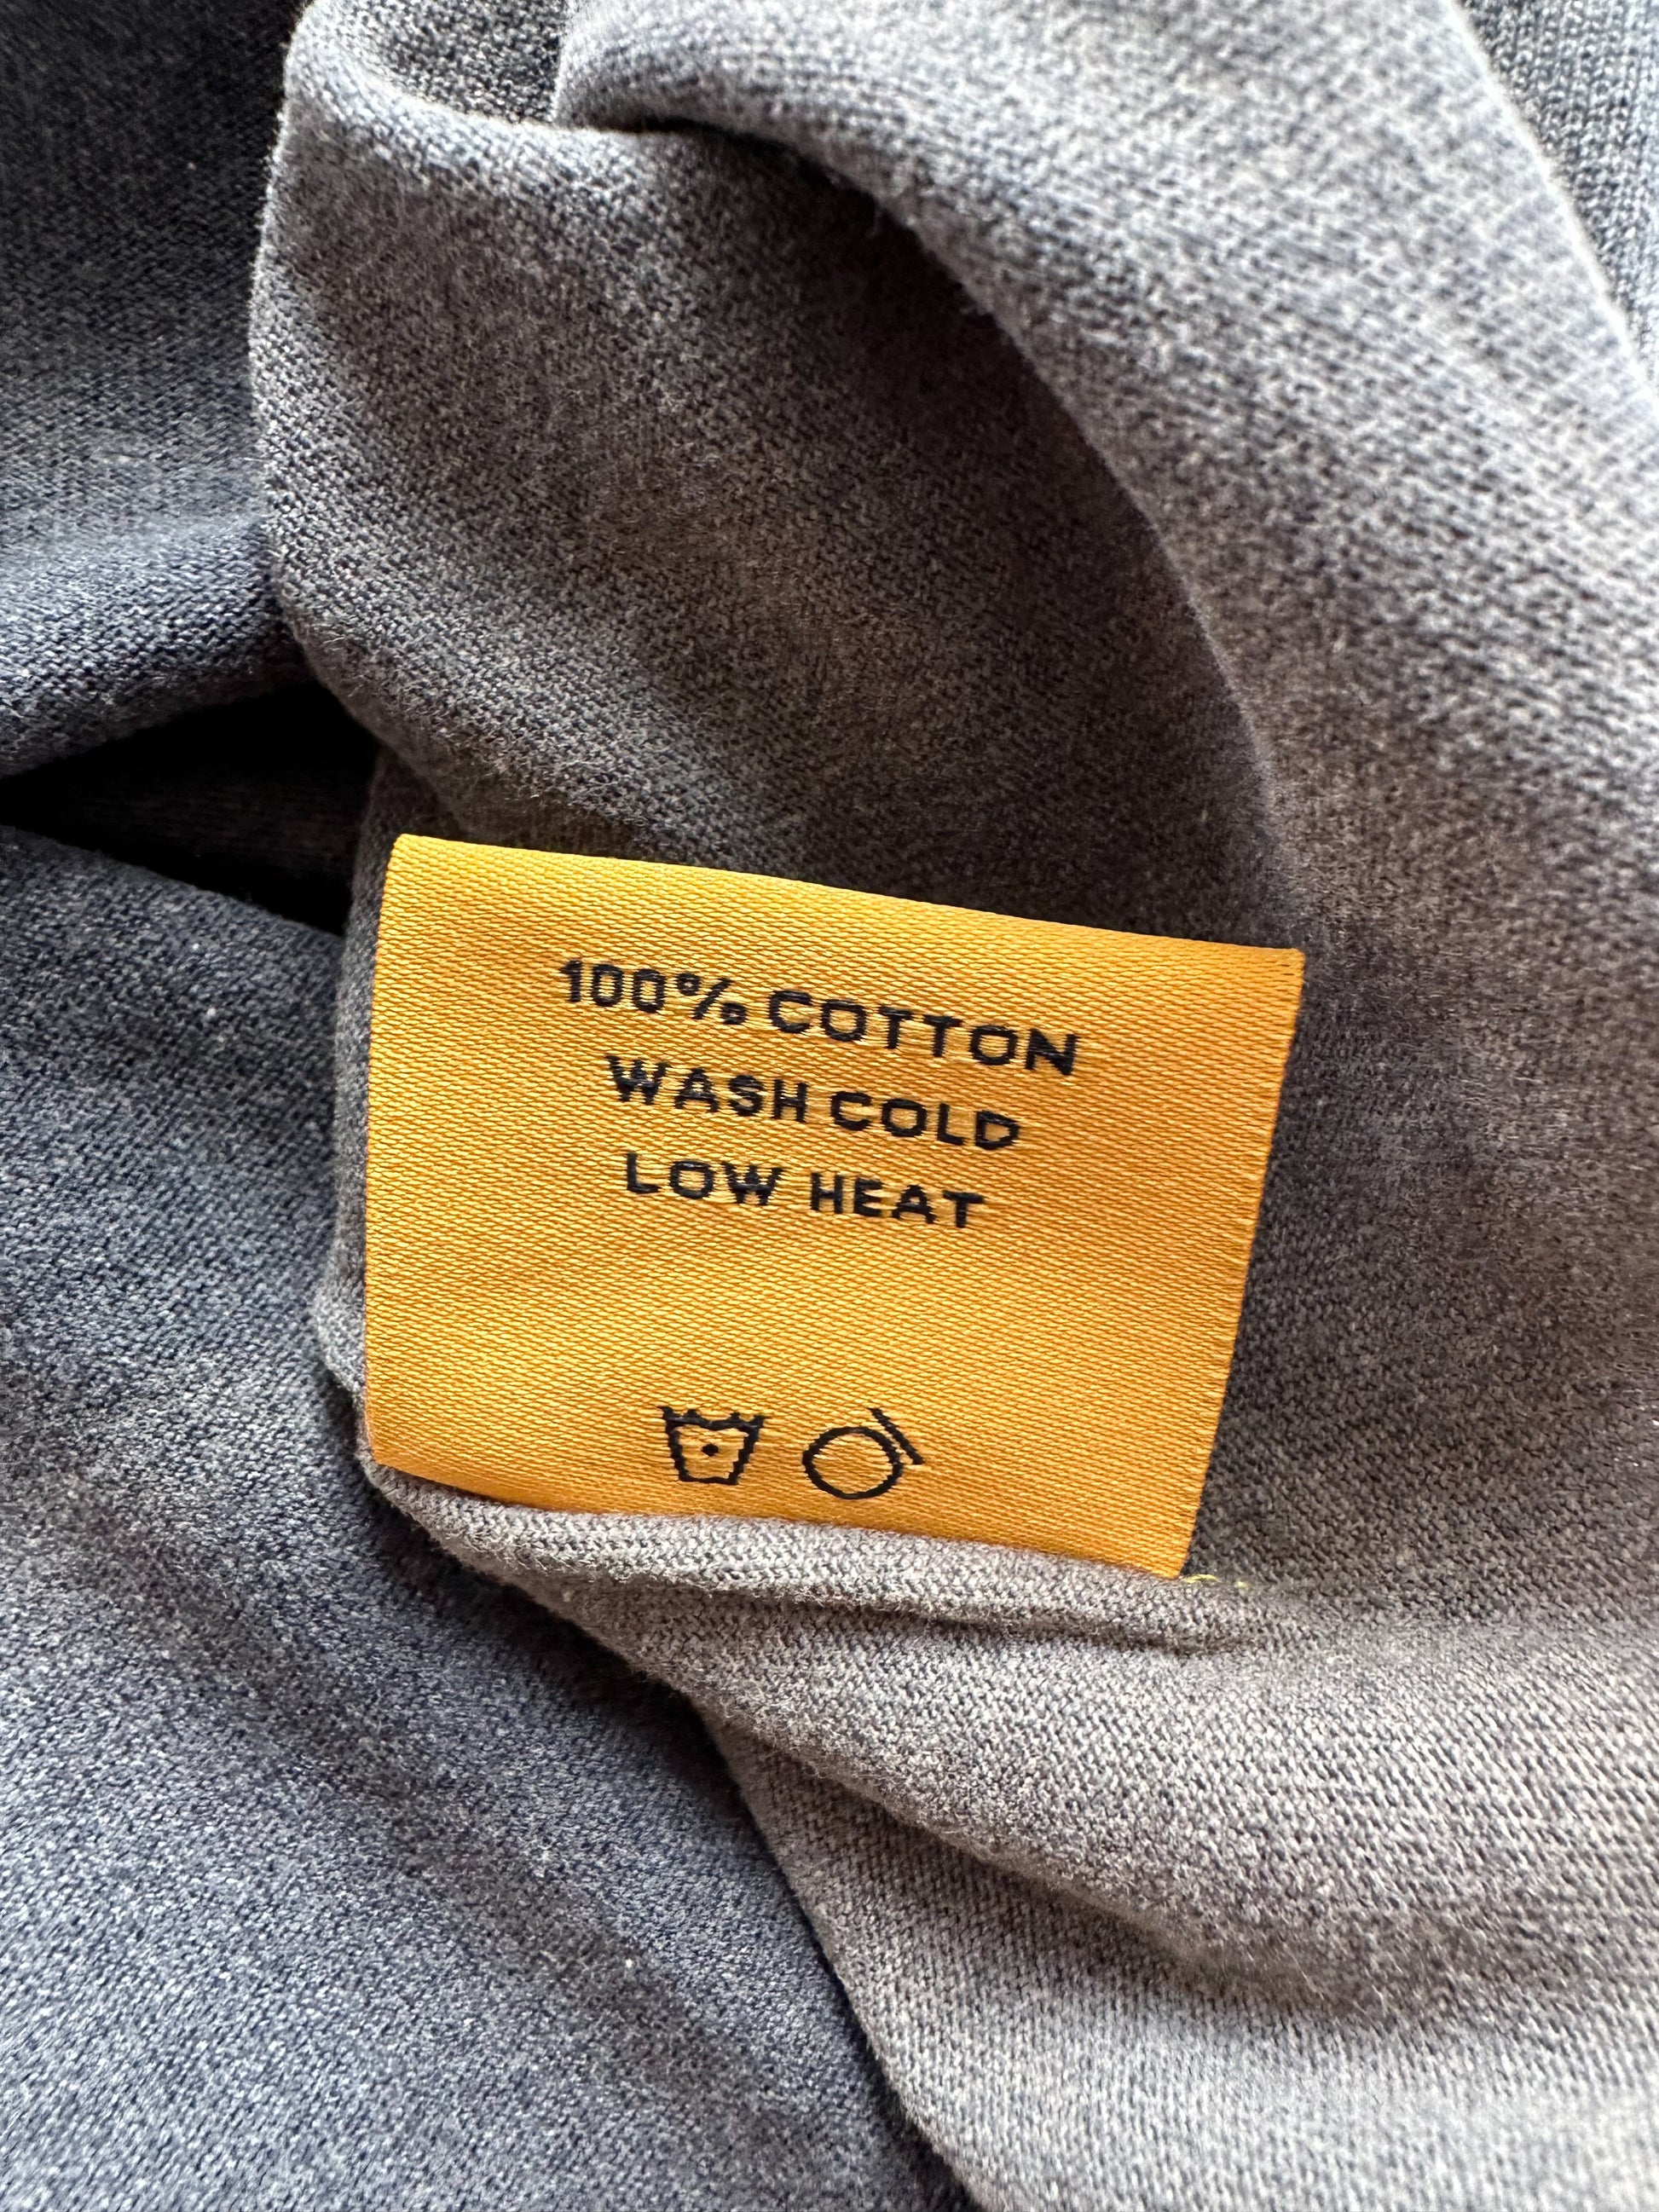 100% COTTON
WASH COLD
LOW HEAT